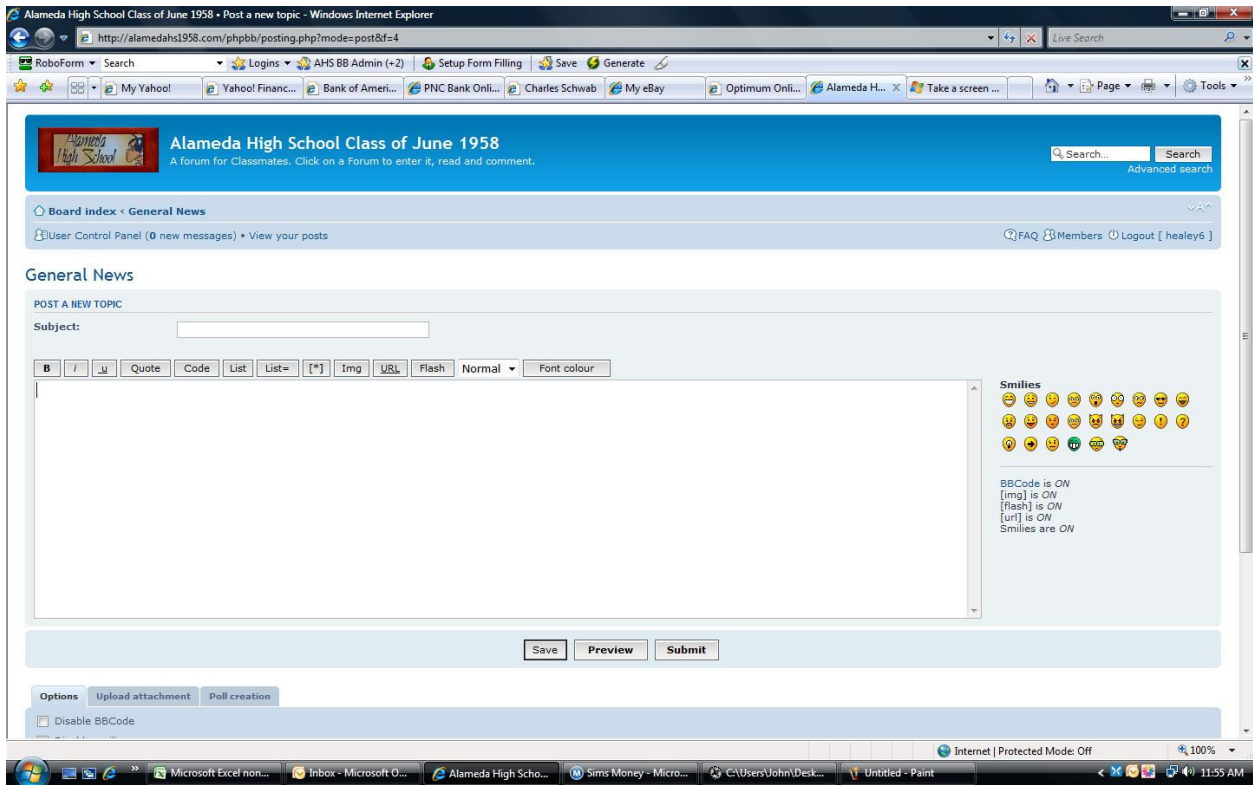 Alameda High School Class of June 1958 • Post a new topic - Windows Internet Explorer
http://alamedahs1958.com/phpbb/posting.php?mode=post&f=4
Live Search
RoboForm Search Logins AHS BB Admin (+2) Setup Form Filling Save Generate
My Yahoo! Yahoo! Financ... Bank of Ameri... PNC Bank Onli... Charles Schwab My eBay Optimum Onli... Alameda H... Take a screen ... Page Tools
Alameda High School
Alameda High School Class of June 1958
A forum for Classmates. Click on a Forum to enter it, read and comment.
Search... Search
Advanced search
Board index ‹ General News
User Control Panel (0 new messages) • View your posts
FAQ Members Logout [ healey6 ]
General News
POST A NEW TOPIC
Subject:
B i u Quote Code List List= [*] Img URL Flash Normal Font colour
Smilies
BBCode is ON
[img] is ON
[flash] is ON
[url] is ON
Smilies are ON
Save Preview Submit
Options Upload attachment Poll creation
Disable BBCode
Internet | Protected Mode: Off 100%
Microsoft Excel non... Inbox - Microsoft O... Alameda High Scho... Sims Money - Micro... C:\Users\John\Desk... Untitled - Paint 11:55 AM